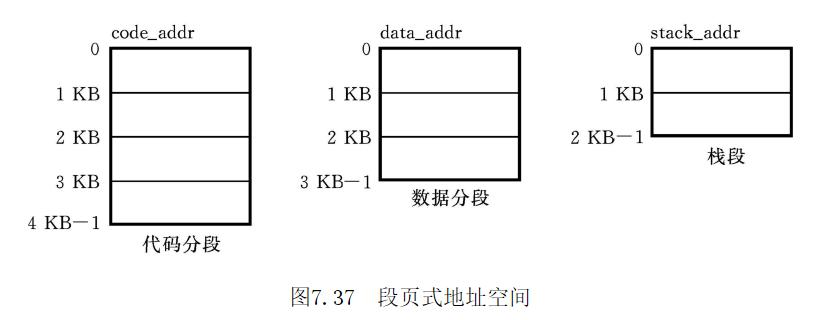 code_addr
0
1 KB
2 KB
3 KB
4 KB－1
代码分段
data_addr
0
1 KB
2 KB
3 KB－1
数据分段
stack_addr
0
1 KB
2 KB－1
栈段
图7.37 段页式地址空间